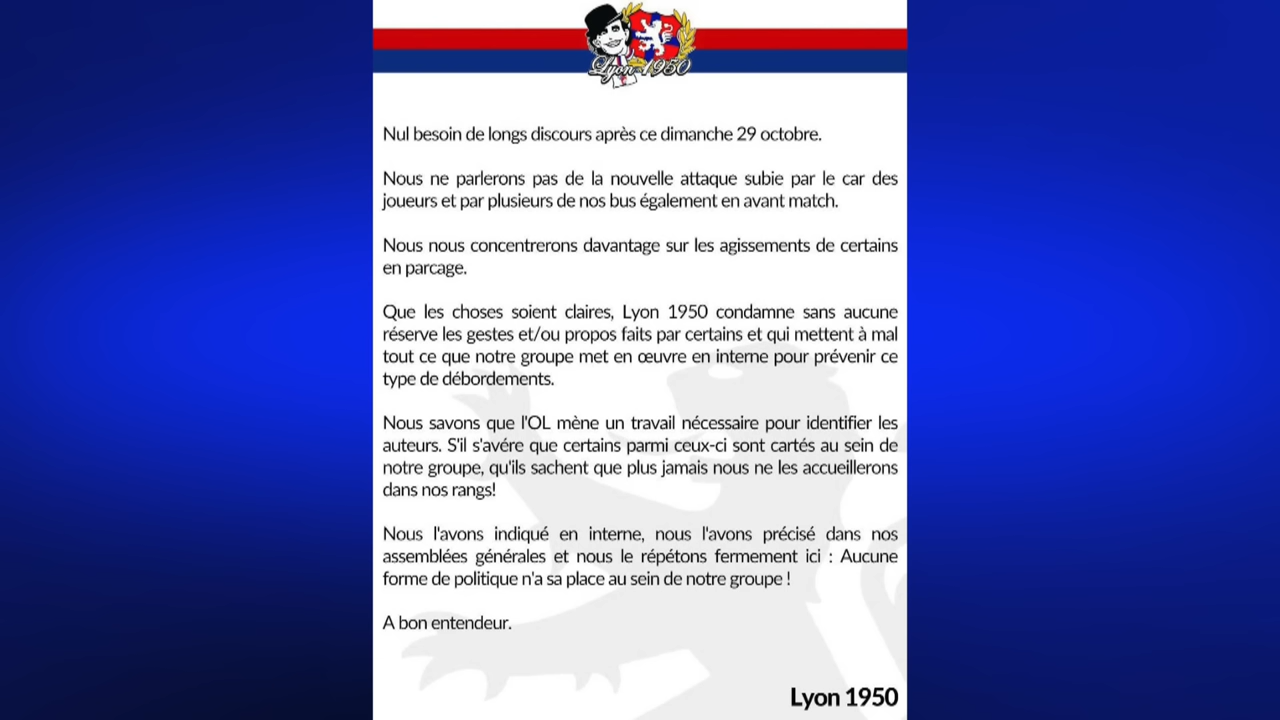 Lyon 1950
Nul besoin de longs discours après ce dimanche 29 octobre.
Nous ne parlerons pas de la nouvelle attaque subie par le car des
joueurs et par plusieurs de nos bus également en avant match.
Nous nous concentrerons davantage sur les agissements de certains
en parcage.
Que les choses soient claires, Lyon 1950 condamne sans aucune
réserve les gestes et/ou propos faits par certains et qui mettent à mal
tout ce que notre groupe met en œuvre en interne pour prévenir ce
type de débordements.
Nous savons que l'OL mène un travail nécessaire pour identifier les
auteurs. S'il s'avére que certains parmi ceux-ci sont cartés au sein de
notre groupe, qu'ils sachent que plus jamais nous ne les accueillerons
dans nos rangs!
Nous l'avons indiqué en interne, nous l'avons précisé dans nos
assemblées générales et nous le répétons fermement ici : Aucune
forme de politique n'a sa place au sein de notre groupe !
A bon entendeur.
Lyon 1950